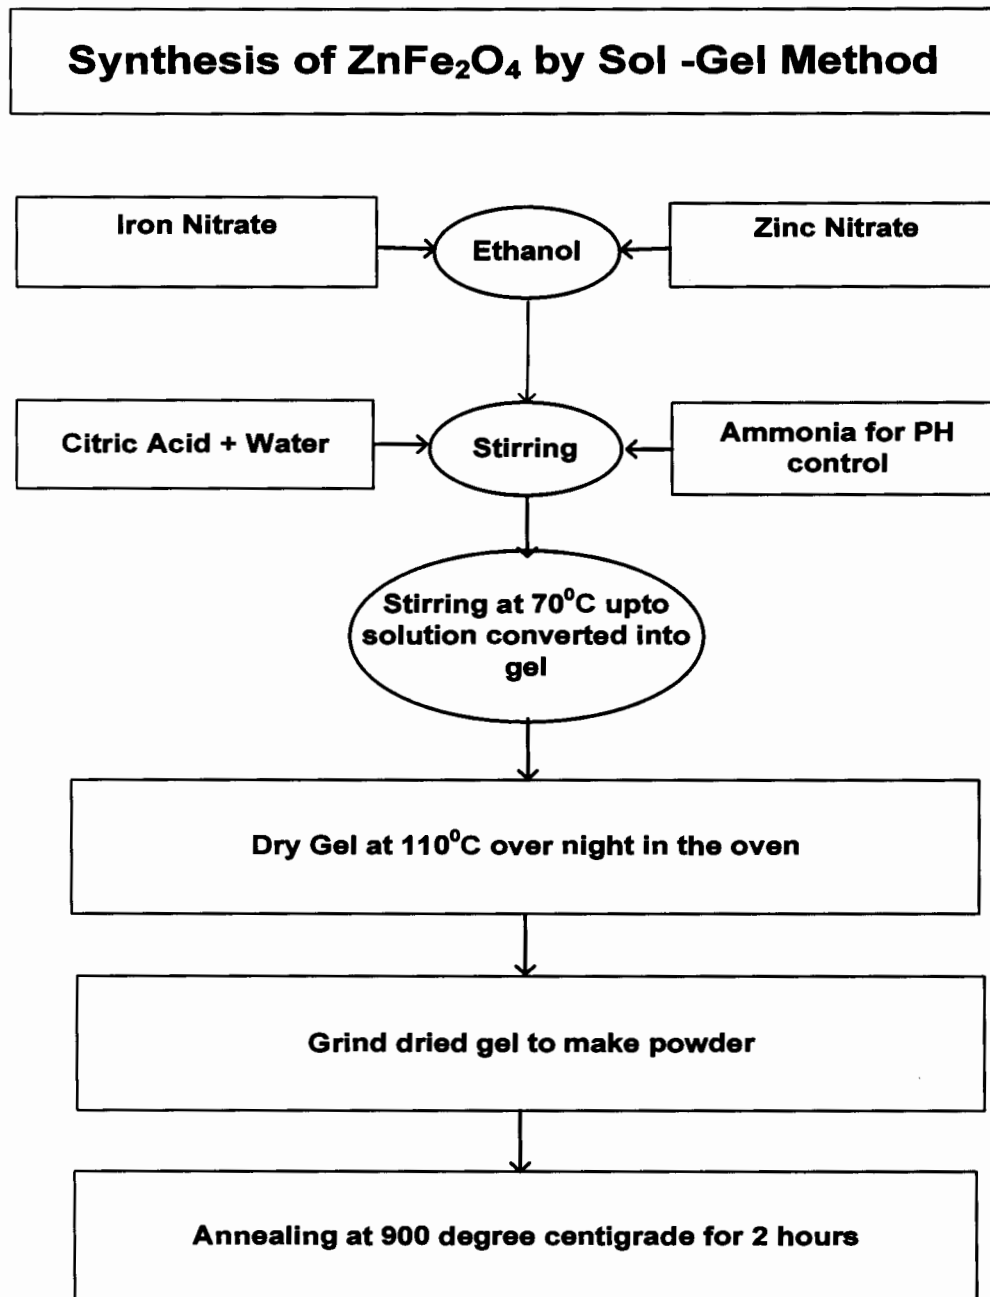 Synthesis of ZnFe₂O₄ by Sol -Gel Method
Iron Nitrate
Ethanol
Zinc Nitrate
Citric Acid + Water
Stirring
Ammonia for PH
control
Stirring at 70⁰C upto
solution converted into
gel
Dry Gel at 110⁰C over night in the oven
Grind dried gel to make powder
Annealing at 900 degree centigrade for 2 hours